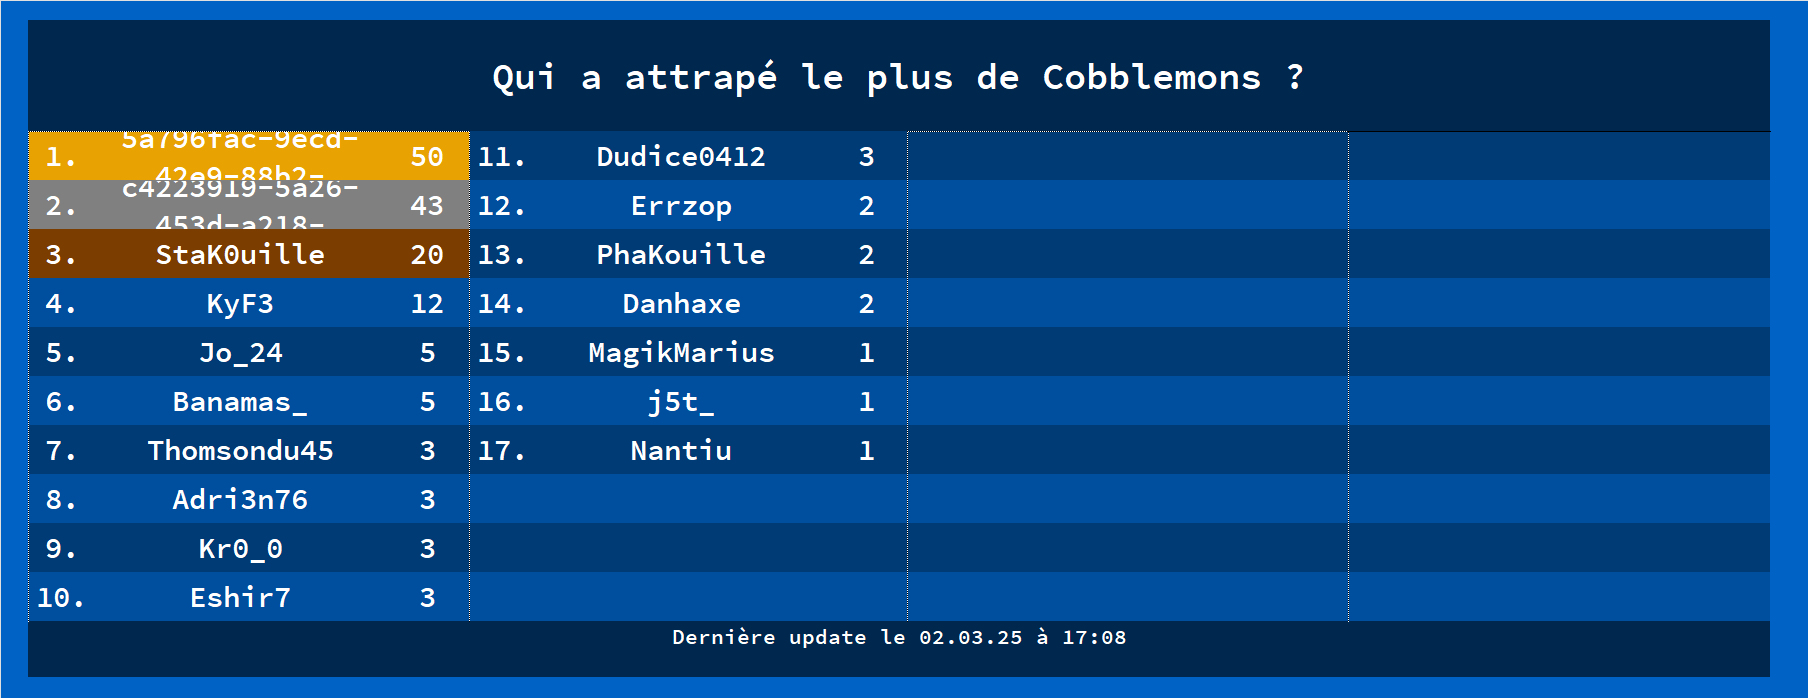 Qui a attrapé le plus de Cobblemons ?
1. 5a796fac-9ecd-42e9-88b2- 50
2. c4223919-5a26-453d-a218- 43
3. StaK0uille 20
4. KyF3 12
5. Jo_24 5
6. Banamas_ 5
7. Thomsondu45 3
8. Adri3n76 3
9. Kr0_0 3
10. Eshir7 3
11. Dudice0412 3
12. Errzop 2
13. PhaKouille 2
14. Danhaxe 2
15. MagikMarius 1
16. j5t_ 1
17. Nantiu 1
Dernière update le 02.03.25 à 17:08